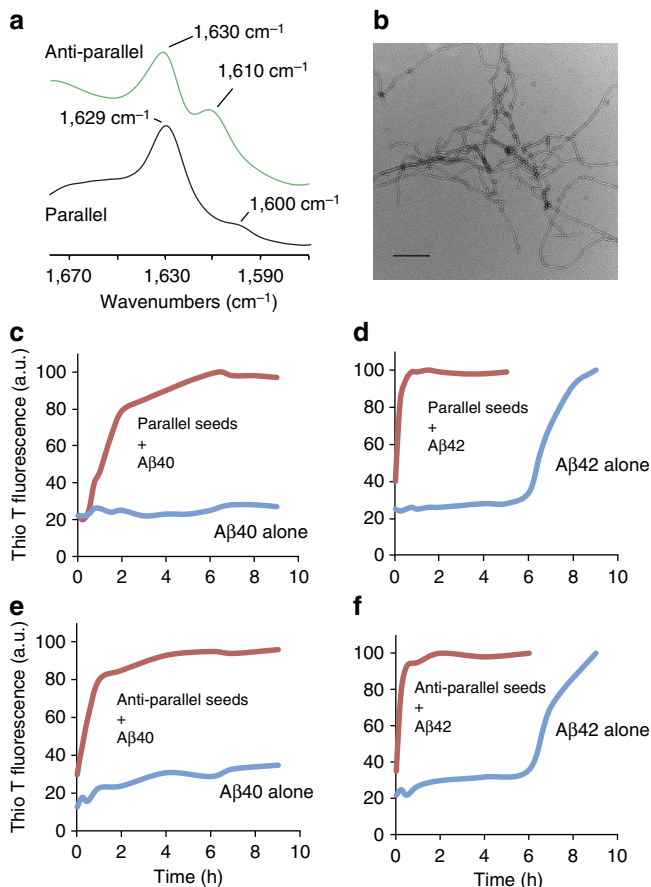 a
1,630 cm⁻¹
Anti-parallel
1,610 cm⁻¹
1,629 cm⁻¹
1,600 cm⁻¹
Parallel
1,670 1,630 1,590
Wavenumbers (cm⁻¹)
b
c
Thio T fluorescence (a.u.)
100
80
60
40
20
0
Parallel seeds
+
Aβ40
Aβ40 alone
0 2 4 6 8 10
d
100
80
60
40
20
0
Parallel seeds
+
Aβ42
Aβ42 alone
0 2 4 6 8 10
e
Thio T fluorescence (a.u.)
100
80
60
40
20
0
Anti-parallel seeds
+
Aβ40
Aβ40 alone
0 2 4 6 8 10
Time (h)
f
100
80
60
40
20
0
Anti-parallel seeds
+
Aβ42
Aβ42 alone
0 2 4 6 8 10
Time (h)